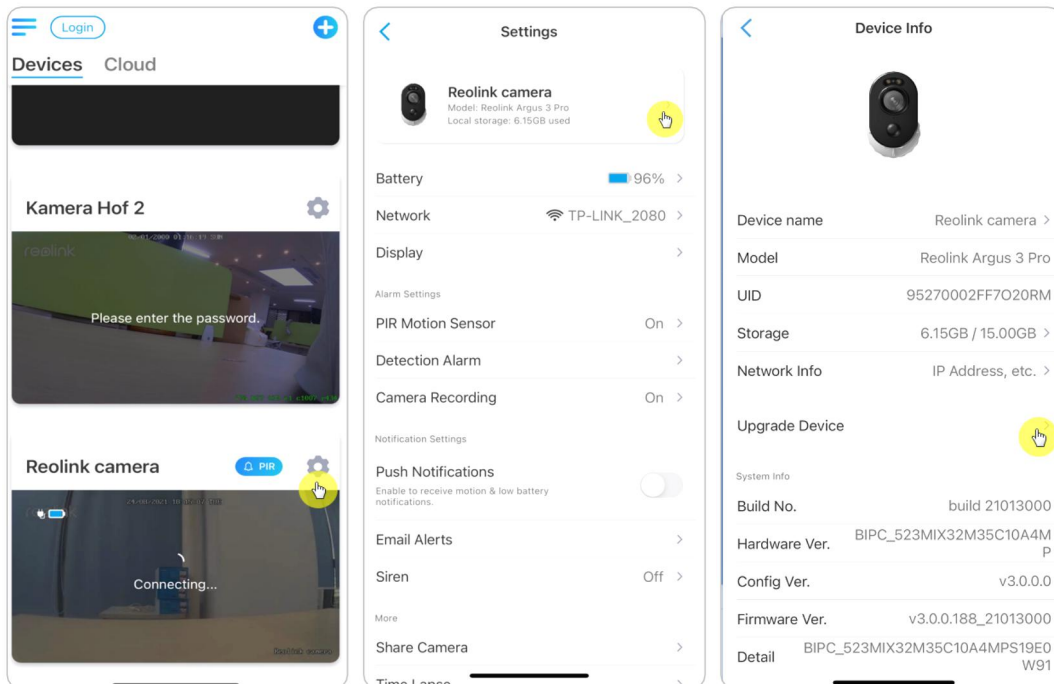 Login
Devices Cloud
Kamera Hof 2
reolink
Please enter the password.
Reolink camera
PIR
Connecting...
Reolink camera
Settings
Reolink camera
Model: Reolink Argus 3 Pro
Local storage: 6.15GB used
Battery 96%
Network TP-LINK_2080
Display
Alarm Settings
PIR Motion Sensor On
Detection Alarm
Camera Recording On
Notification Settings
Push Notifications
Enable to receive motion & low battery
notifications.
Email Alerts
Siren Off
More
Share Camera
Time Lapse
Device Info
Device name Reolink camera
Model Reolink Argus 3 Pro
UID 95270002FF7O20RM
Storage 6.15GB / 15.00GB
Network Info IP Address, etc.
Upgrade Device
System Info
Build No. build 21013000
Hardware Ver. BIPC_523MIX32M35C10A4M
P
Config Ver. v3.0.0.0
Firmware Ver. v3.0.0.188_21013000
Detail BIPC_523MIX32M35C10A4MPS19E0
W91